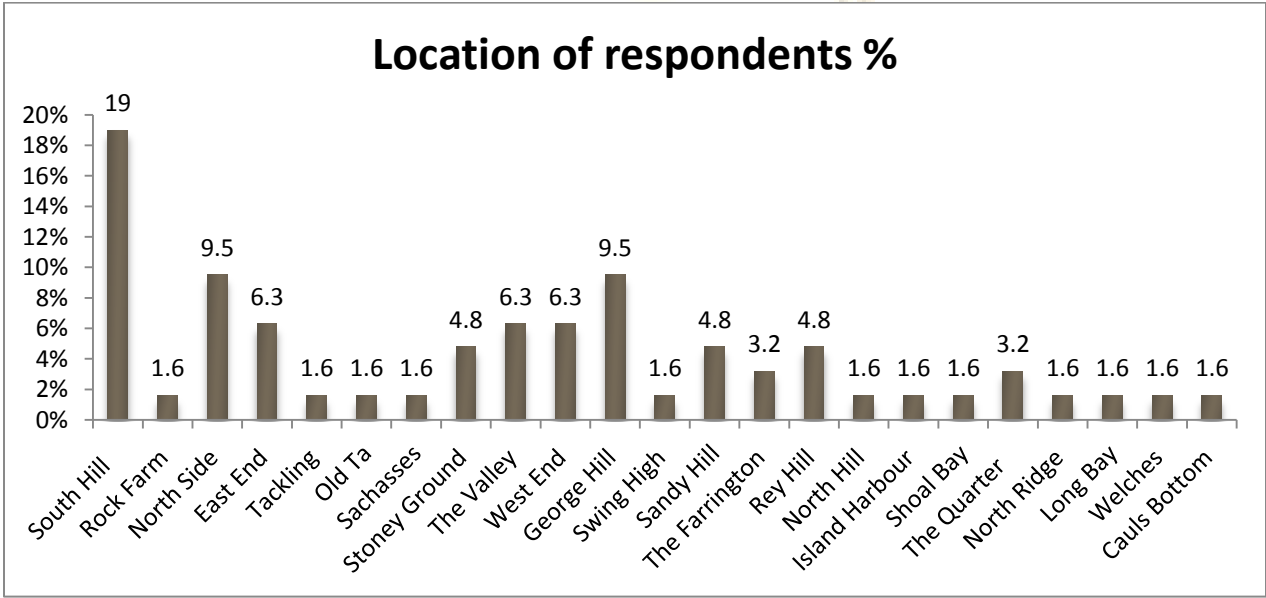 Location of respondents %
20%
18%
16%
14%
12%
10%
8%
6%
4%
2%
0%
19
1.6
9.5
6.3
1.6
1.6
1.6
4.8
6.3
6.3
9.5
1.6
4.8
3.2
4.8
1.6
1.6
1.6
3.2
1.6
1.6
1.6
1.6
South Hill
Rock Farm
North Side
East End
Tackling
Old Ta
Sachasses
Stoney Ground
The Valley
West End
George Hill
Swing High
Sandy Hill
The Farrington
Rey Hill
North Hill
Island Harbour
Shoal Bay
The Quarter
North Ridge
Long Bay
Welches
Cauls Bottom